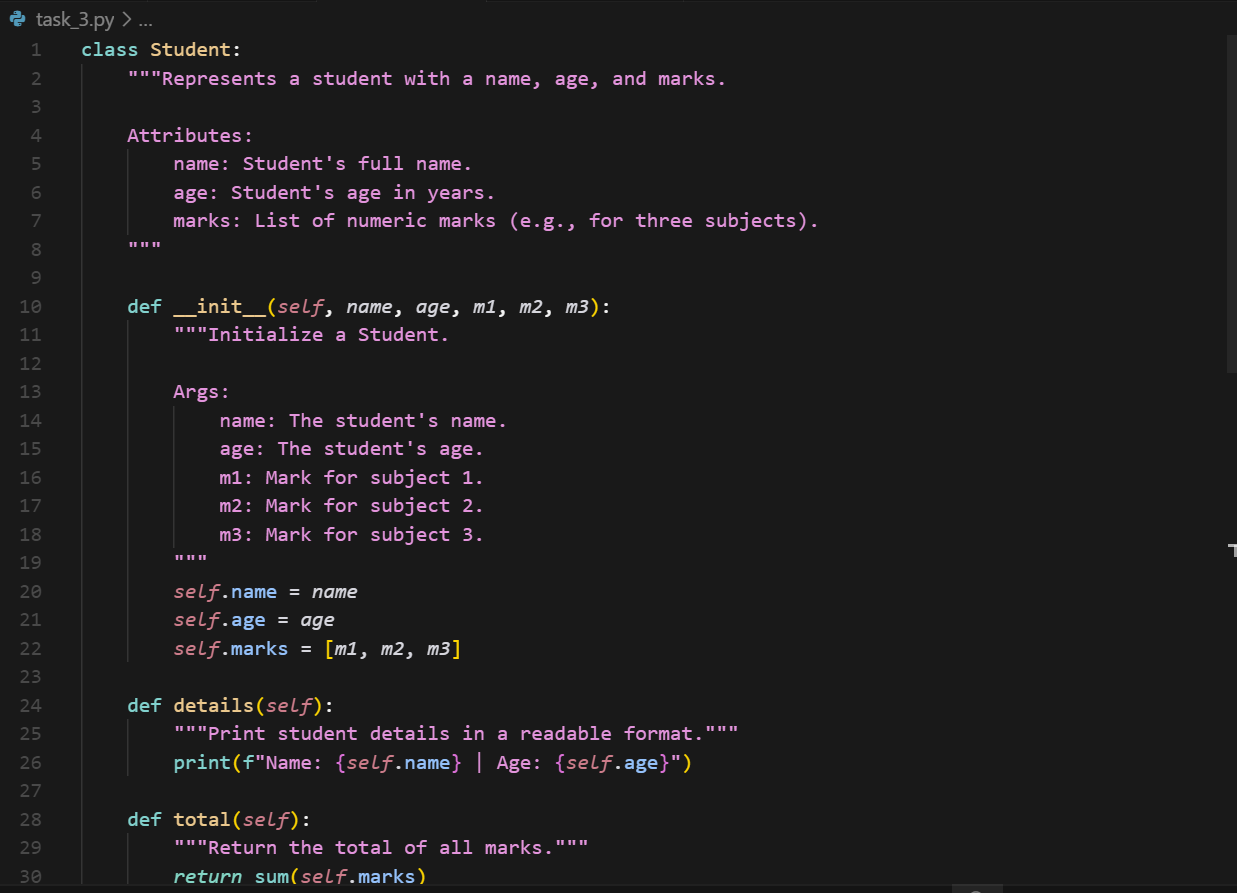 task_3.py > ...
1 class Student:
2     """Represents a student with a name, age, and marks.
3
4     Attributes:
5         name: Student's full name.
6         age: Student's age in years.
7         marks: List of numeric marks (e.g., for three subjects).
8     """
9
10     def __init__(self, name, age, m1, m2, m3):
11         """Initialize a Student.
12
13         Args:
14             name: The student's name.
15             age: The student's age.
16             m1: Mark for subject 1.
17             m2: Mark for subject 2.
18             m3: Mark for subject 3.
19         """
20         self.name = name
21         self.age = age
22         self.marks = [m1, m2, m3]
23
24     def details(self):
25         """Print student details in a readable format."""
26         print(f"Name: {self.name} | Age: {self.age}")
27
28     def total(self):
29         """Return the total of all marks."""
30         return sum(self.marks)